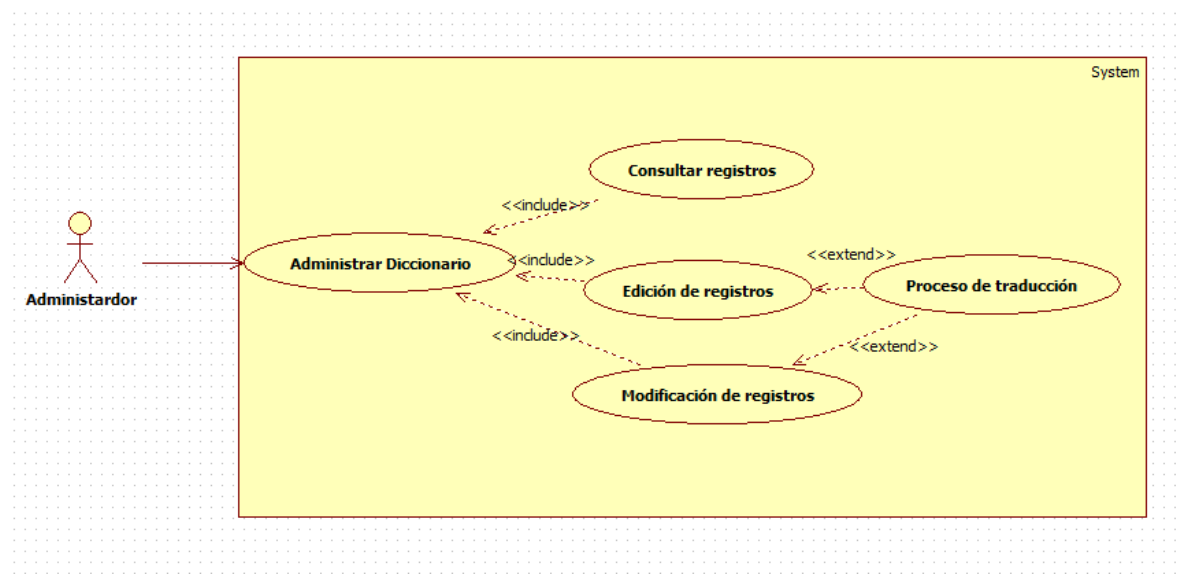 System
Consultar registros
<<include>>
Administrar Diccionario
<<include>>
<<extend>>
Edición de registros
Proceso de traducción
Administardor
<<include>>
<<extend>>
Modificación de registros